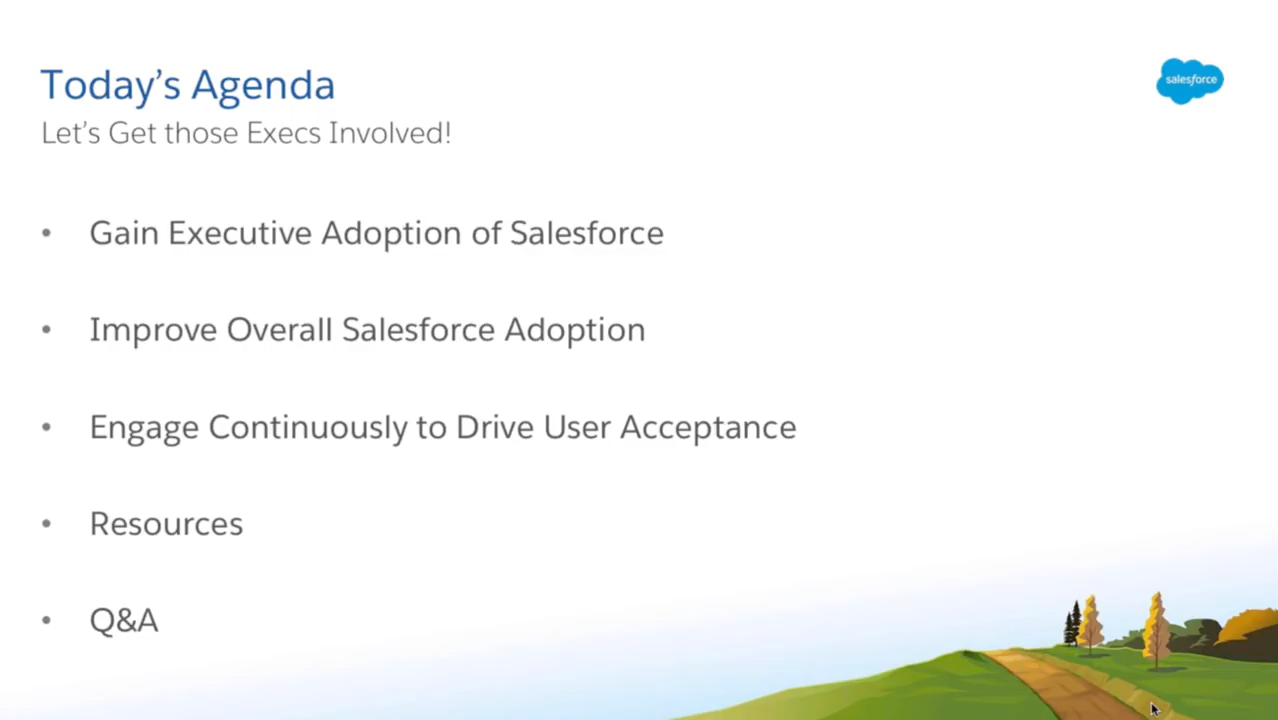 Today’s Agenda
salesforce
Let’s Get those Execs Involved!
• Gain Executive Adoption of Salesforce
• Improve Overall Salesforce Adoption
• Engage Continuously to Drive User Acceptance
• Resources
• Q&A